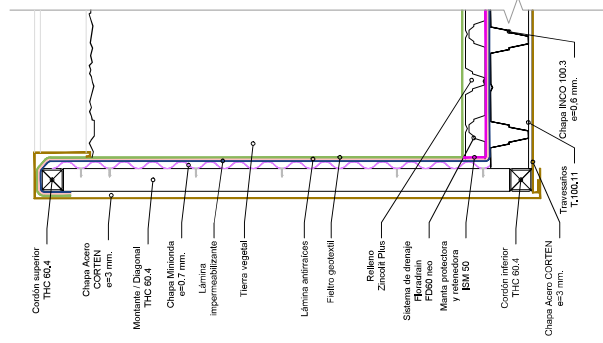 Cordón superior
THC 60.4
Chapa Acero
CORTEN
e=3 mm.
Montante / Diagonal
THC 60.4
Chapa Minionda
e=0.7 mm.
Lámina
impermeabilizante
Tierra vegetal
Lámina antirraíces
Fieltro geotextil
Relleno
Zincolit Plus
Sistema de drenaje
Floradrain
FD60 neo
Manta protectora
y retenedora
ISM 50
Cordón inferior
THC 60.4
Chapa Acero CORTEN
e=3 mm.
Travesaños
T.100.11
Chapa INCO 100.3
e=0,6 mm.